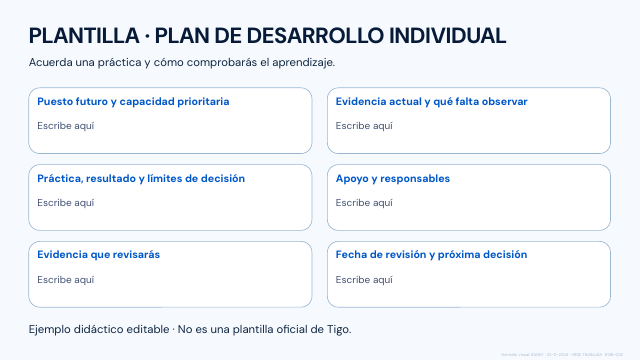 PLANTILLA · PLAN DE DESARROLLO INDIVIDUAL
Acuerda una práctica y cómo comprobarás el aprendizaje.
Puesto futuro y capacidad prioritaria
Escribe aquí
Evidencia actual y qué falta observar
Escribe aquí
Práctica, resultado y límites de decisión
Escribe aquí
Apoyo y responsables
Escribe aquí
Evidencia que revisarás
Escribe aquí
Fecha de revisión y próxima decisión
Escribe aquí
Ejemplo didáctico editable · No es una plantilla oficial de Tigo.